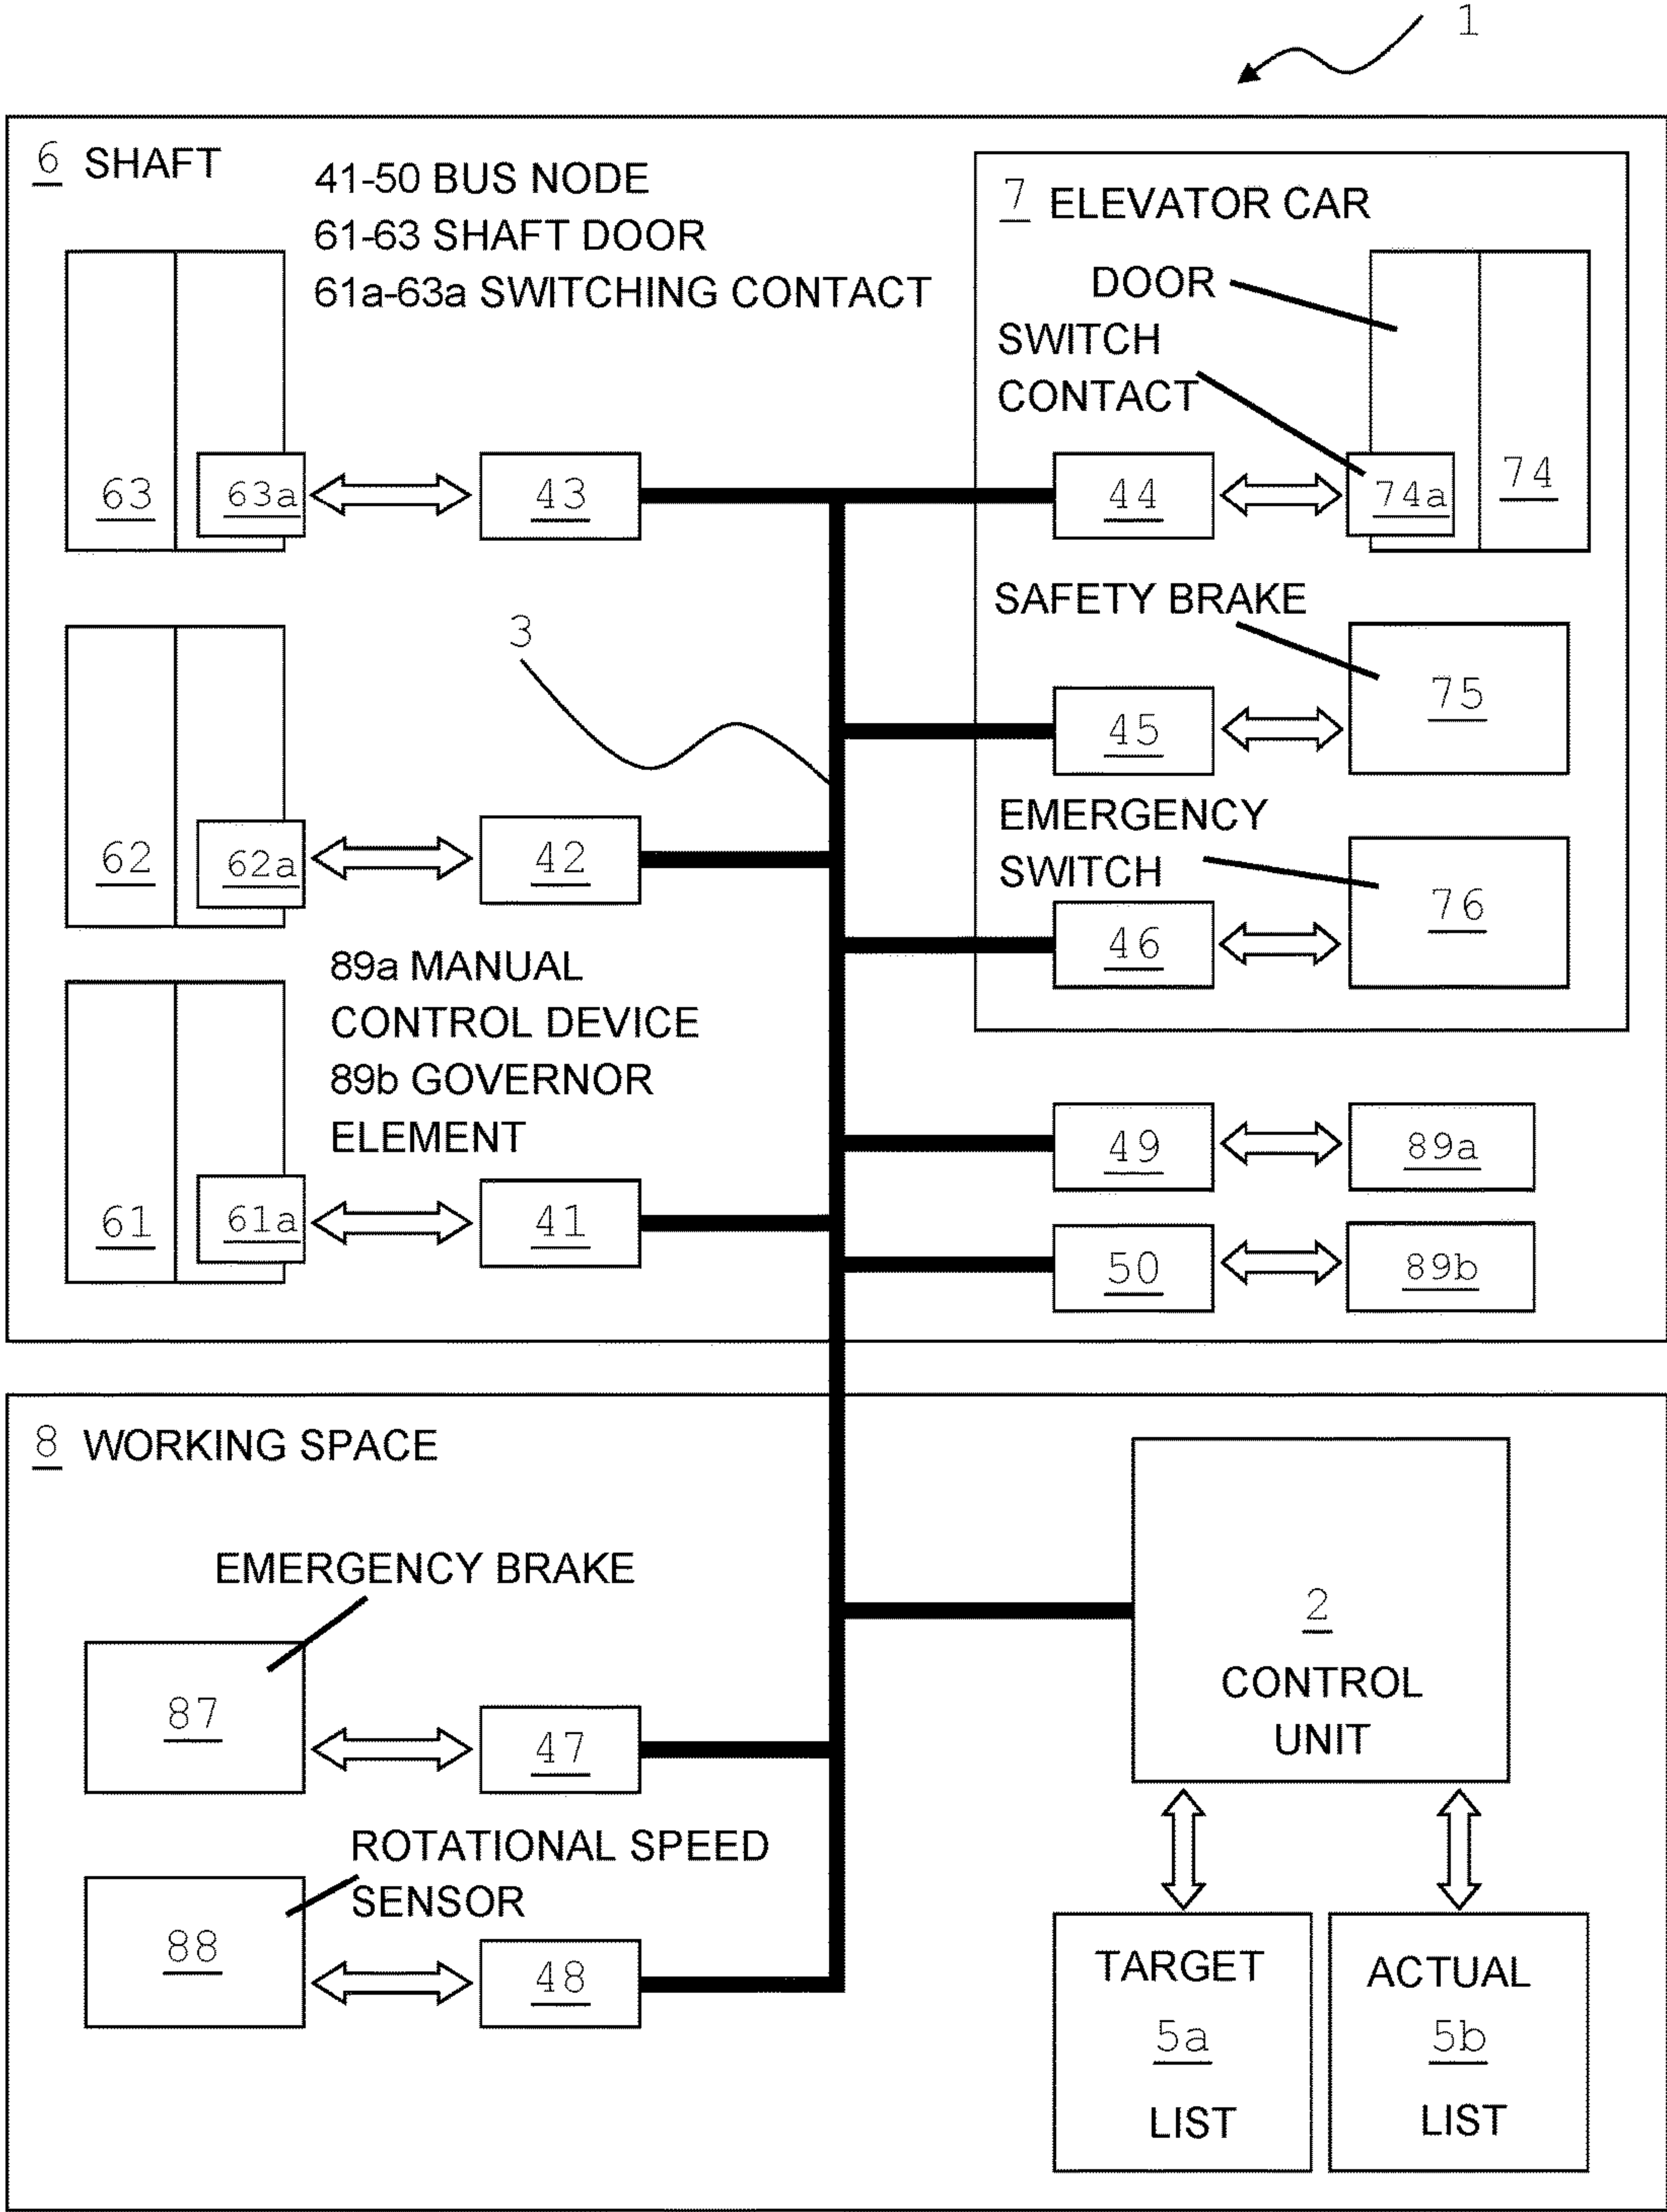 1
6 SHAFT
41-50 BUS NODE
61-63 SHAFT DOOR
61a-63a SWITCHING CONTACT
7 ELEVATOR CAR
DOOR
SWITCH
CONTACT
63
63a
43
44
74a
74
SAFETY BRAKE
3
45
75
EMERGENCY
SWITCH
62
62a
42
46
76
89a MANUAL
CONTROL DEVICE
89b GOVERNOR
ELEMENT
49
89a
61
61a
41
50
89b
8 WORKING SPACE
EMERGENCY BRAKE
2
CONTROL
UNIT
87
47
ROTATIONAL SPEED
SENSOR
88
48
TARGET
5a
LIST
ACTUAL
5b
LIST